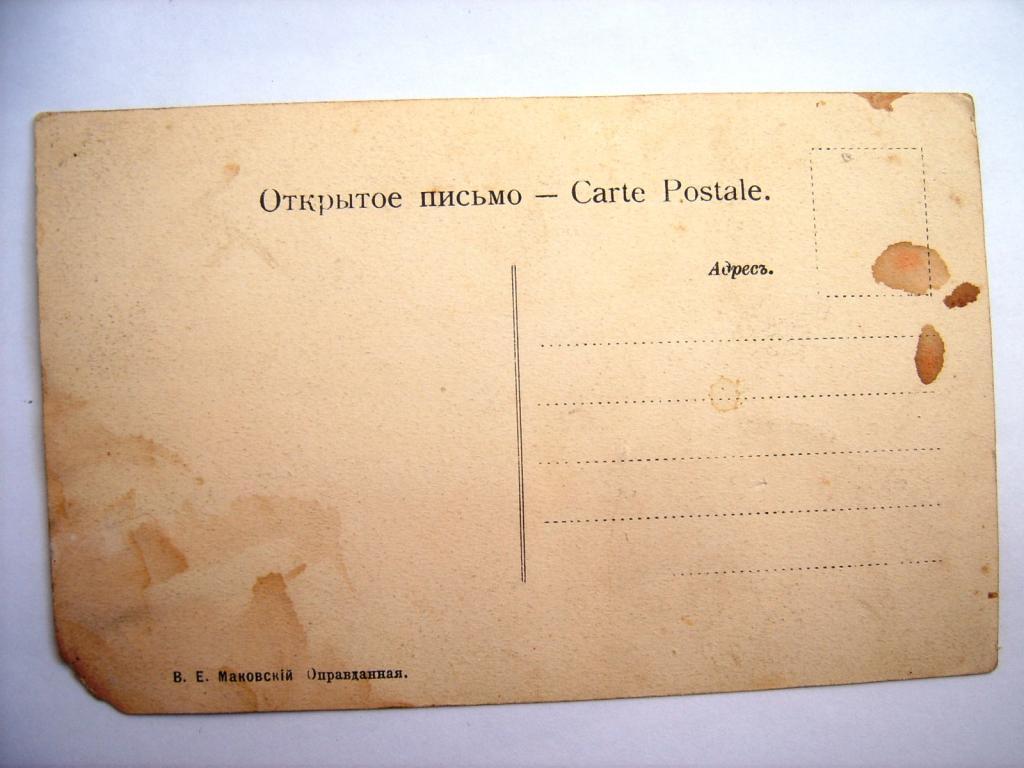 Открытое письмо — Carte Postale.
Адресъ.
В. Е. Маковскій Оправданная.